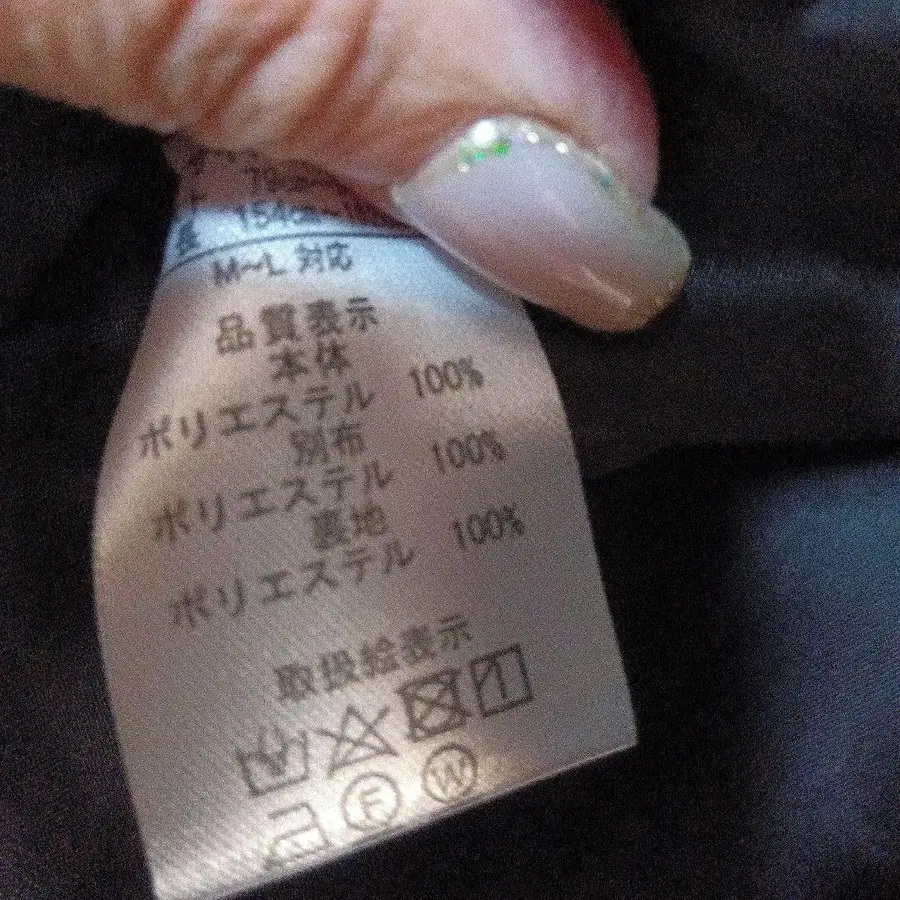 154c
M~L 対応
品質表示
本体
ポリエステル 100%
別布
ポリエステル 100%
裏地
ポリエステル 100%
取扱絵表示
F W